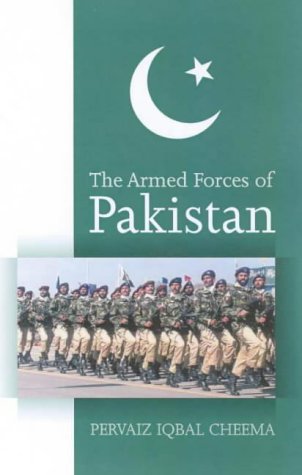 The Armed Forces of
Pakistan
PERVAIZ IQBAL CHEEMA